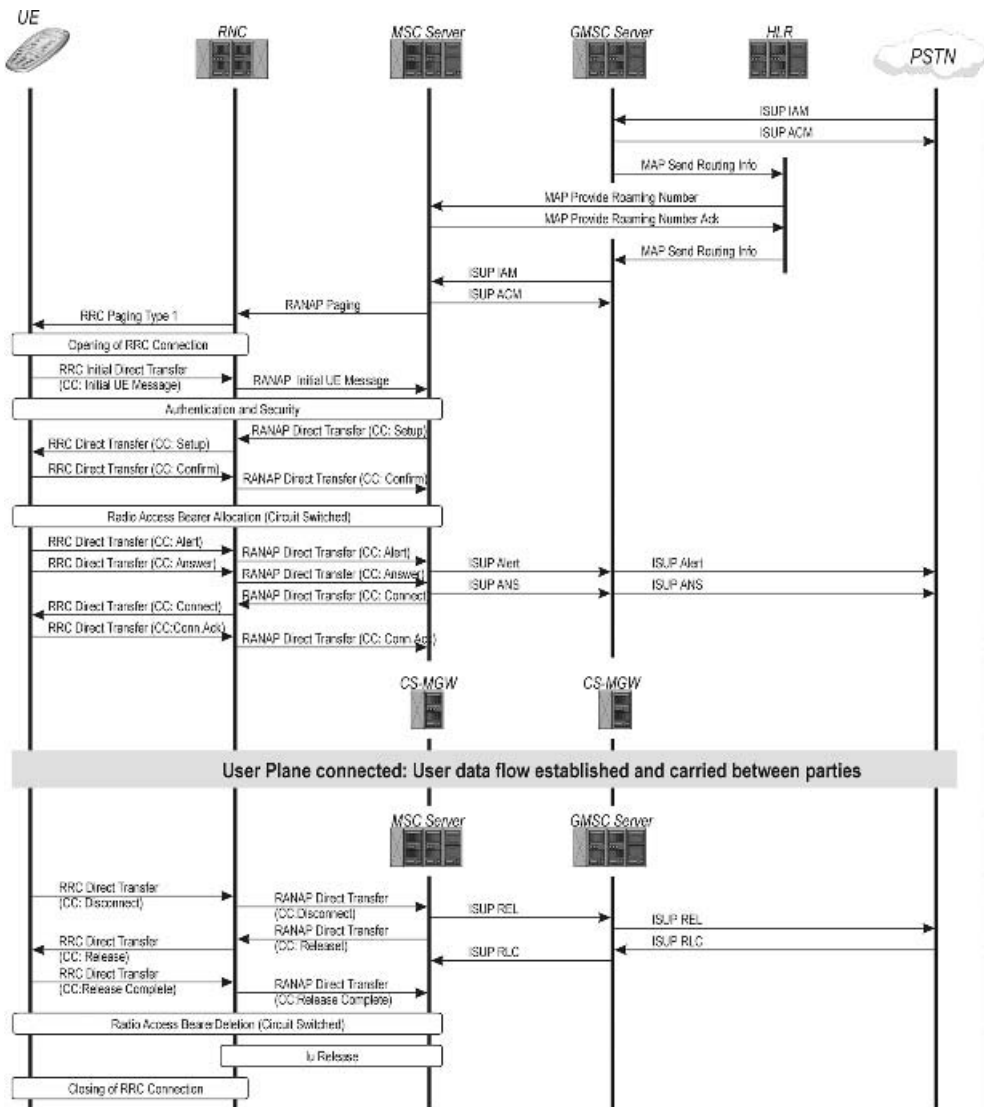 UE
RNC
MSC Server
GMSC Server
HLR
PSTN
ISUP IAM
ISUP ACM
MAP Send Routing Info
MAP Provide Roaming Number
MAP Provide Roaming Number Ack
MAP Send Routing Info
ISUP IAM
ISUP ACM
RANAP Paging
RRC Paging Type 1
Opening of RRC Connection
RRC Initial Direct Transfer
(CC: Initial UE Message)
RANAP Initial UE Message
Authentication and Security
RANAP Direct Transfer (CC: Setup)
RRC Direct Transfer (CC: Setup)
RRC Direct Transfer (CC: Confirm)
RANAP Direct Transfer (CC: Confirm)
Radio Access Bearer Allocation (Circuit Switched)
RRC Direct Transfer (CC: Alert)
RANAP Direct Transfer (CC: Alert)
ISUP Alert
ISUP Alert
RRC Direct Transfer (CC: Answer)
RANAP Direct Transfer (CC: Answer)
ISUP ANS
ISUP ANS
RANAP Direct Transfer (CC: Connect
RRC Direct Transfer (CC: Connect)
RRC Direct Transfer (CC:Conn.Ack)
RANAP Direct Transfer (CC: Conn.Ack)
CS-MGW
CS-MGW
User Plane connected: User data flow established and carried between parties
MSC Server
GMSC Server
RRC Direct Transfer
(CC: Disconnect)
RANAP Direct Transfer
(CC:Disconnect)
ISUP REL
ISUP REL
RANAP Direct Transfer
(CC: Releaset)
ISUP RLC
ISUP RLC
RRC Direct Transfer
(CC: Release)
RRC Direct Transfer
(CC:Release Complete)
RANAP Direct Transfer
(CC:Release Complete)
Radio Access Bearer Deletion (Circuit Switched)
Iu Release
Closing of RRC Connection